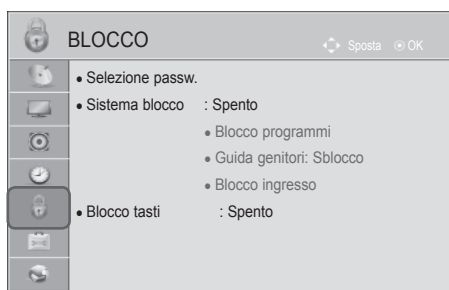 BLOCCO Sposta OK
• Selezione passw.
• Sistema blocco : Spento
• Blocco programmi
• Guida genitori: Sblocco
• Blocco ingresso
• Blocco tasti : Spento